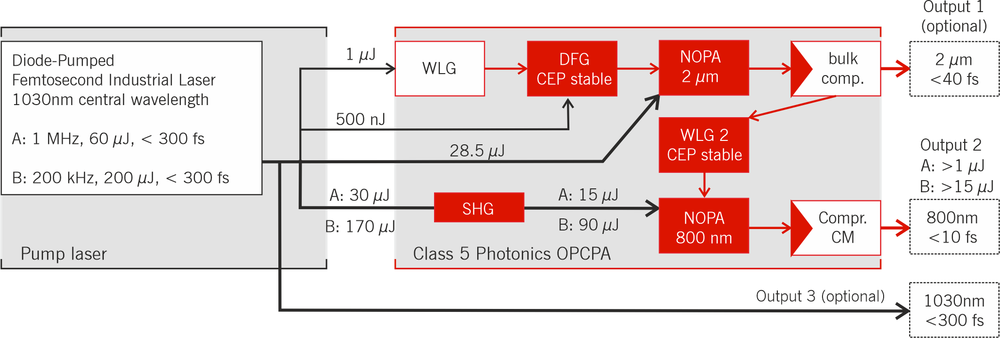 Diode-Pumped
Femtosecond Industrial Laser
1030nm central wavelength
A: 1 MHz, 60 μJ, < 300 fs
B: 200 kHz, 200 μJ, < 300 fs
Pump laser
1 μJ
500 nJ
28.5 μJ
A: 30 μJ
B: 170 μJ
WLG
DFG
CEP stable
NOPA
2 μm
bulk
comp.
WLG 2
CEP stable
SHG
A: 15 μJ
B: 90 μJ
NOPA
800 nm
Compr.
CM
Class 5 Photonics OPCPA
Output 1
(optional)
2 μm
<40 fs
Output 2
A: >1 μJ
B: >15 μJ
800nm
<10 fs
Output 3 (optional)
1030nm
<300 fs